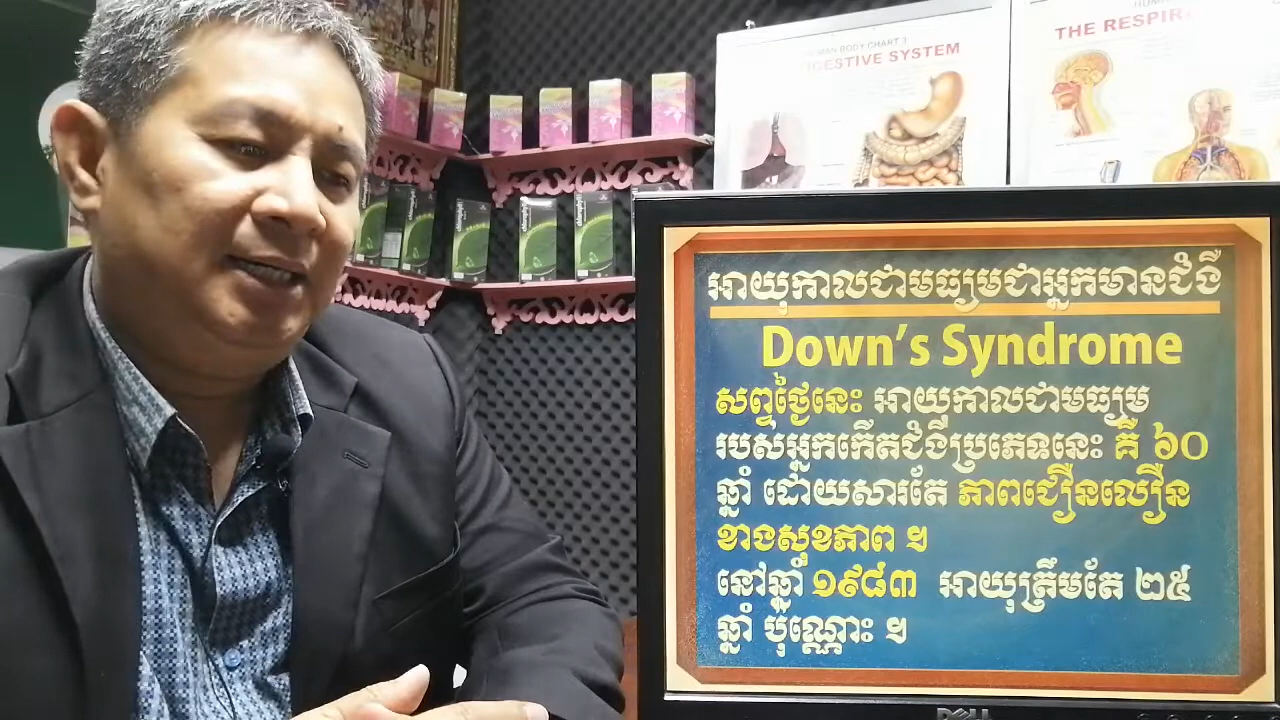 HUMAN BODY CHART 3
DIGESTIVE SYSTEM
THE RESPIR
អាយុកាលជាមធ្យមជាអ្នកមានជំងឺ
Down's Syndrome
សព្វថ្ងៃនេះ អាយុកាលជាមធ្យម
របស់អ្នកកើតជំងឺប្រភេទនេះ គឺ ៦០
ឆ្នាំ ដោយសារតែ ភាពជឿនលឿន
ខាងសុខភាព ។
នៅឆ្នាំ ១៩៨៣ អាយុត្រឹមតែ ២៥
ឆ្នាំ ប៉ុណ្ណោះ ។
DELL